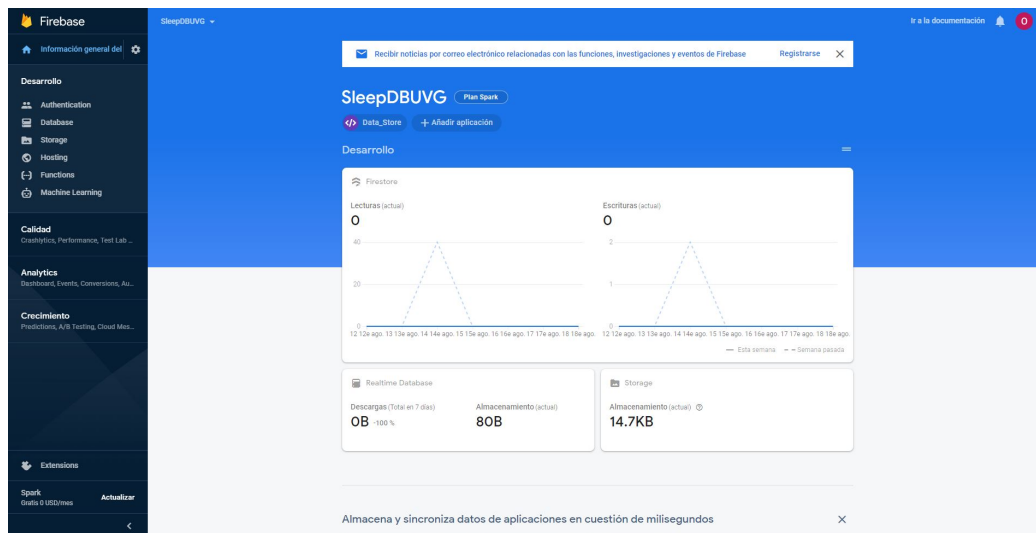 Firebase
SleepDBUVG
Ir a la documentación
O
Información general del
Recibir noticias por correo electrónico relacionadas con las funciones, investigaciones y eventos de Firebase
Registrarse
Desarrollo
Authentication
Database
Storage
Hosting
Functions
Machine Learning
Calidad
Crashlytics, Performance, Test Lab ...
Analytics
Dashboard, Events, Conversions, Au...
Crecimiento
Predictions, A/B Testing, Cloud Mes...
Extensions
Spark
Gratis 0 USD/mes
Actualizar
SleepDBUVG
Plan Spark
</> Data_Store
+ Añadir aplicación
Desarrollo
Firestore
Lecturas (actual)
0
40
20
0
12 12e ago. 13 13e ago. 14 14e ago. 15 15e ago. 16 16e ago. 17 17e ago. 18 18e ago.
Escrituras (actual)
0
2
1
0
12 12e ago. 13 13e ago. 14 14e ago. 15 15e ago. 16 16e ago. 17 17e ago. 18 18e ago.
Esta semana
Semana pasada
Realtime Database
Descargas (Total en 7 días)
0B -100 %
Almacenamiento (actual)
80B
Storage
Almacenamiento (actual)
14.7KB
Almacena y sincroniza datos de aplicaciones en cuestión de milisegundos